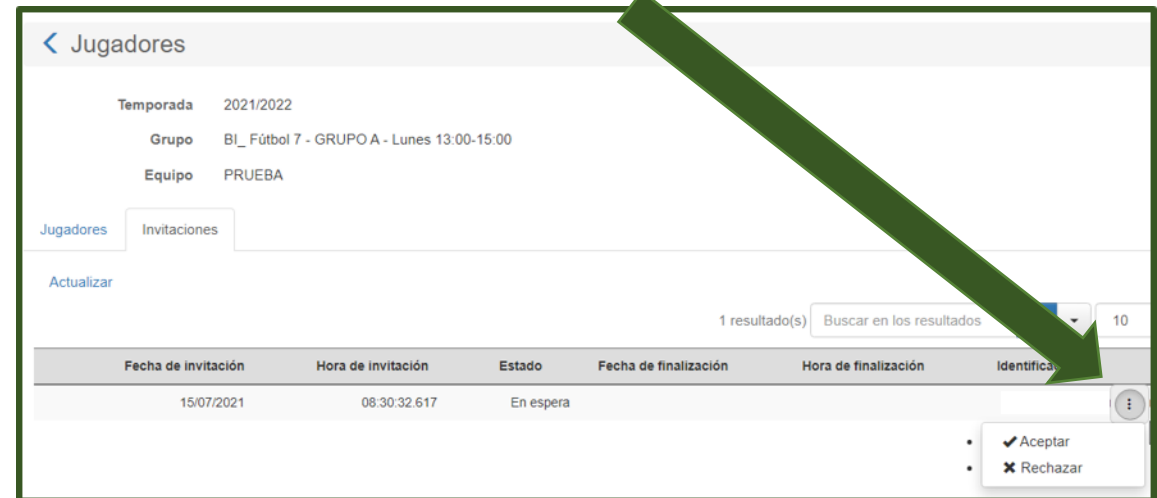 Jugadores
Temporada 2021/2022
Grupo BI_ Fútbol 7 - GRUPO A - Lunes 13:00-15:00
Equipo PRUEBA
Jugadores Invitaciones
Actualizar
1 resultado(s) Buscar en los resultados 10
Fecha de invitación Hora de invitación Estado Fecha de finalización Hora de finalización
15/07/2021 08:30:32.617 En espera
Aceptar
Rechazar